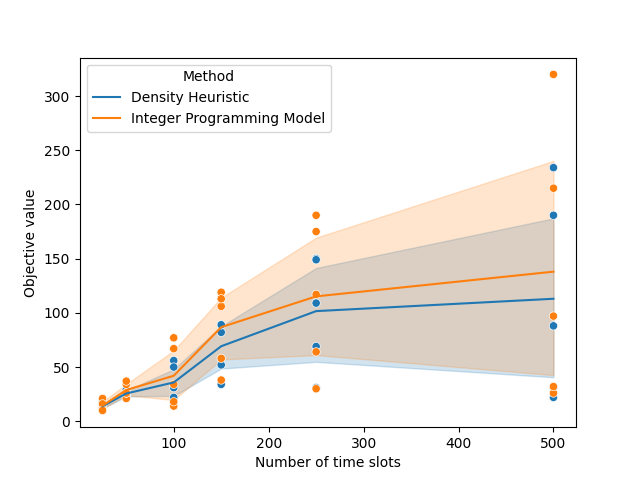 Method
Density Heuristic
Integer Programming Model
Objective value
300
250
200
150
100
50
0
100
200
300
400
500
Number of time slots